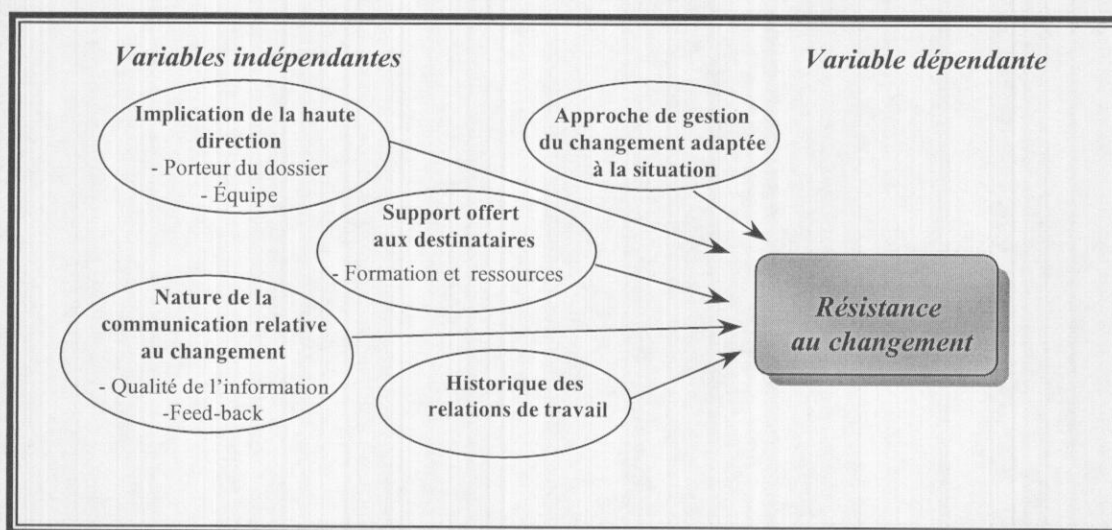 Variables indépendantes
Variable dépendante
Implication de la haute
direction
- Porteur du dossier
- Équipe
Approche de gestion
du changement adaptée
à la situation
Support offert
aux destinataires
- Formation et ressources
Nature de la
communication relative
au changement
- Qualité de l'information
-Feed-back
Historique des
relations de travail
Résistance
au changement